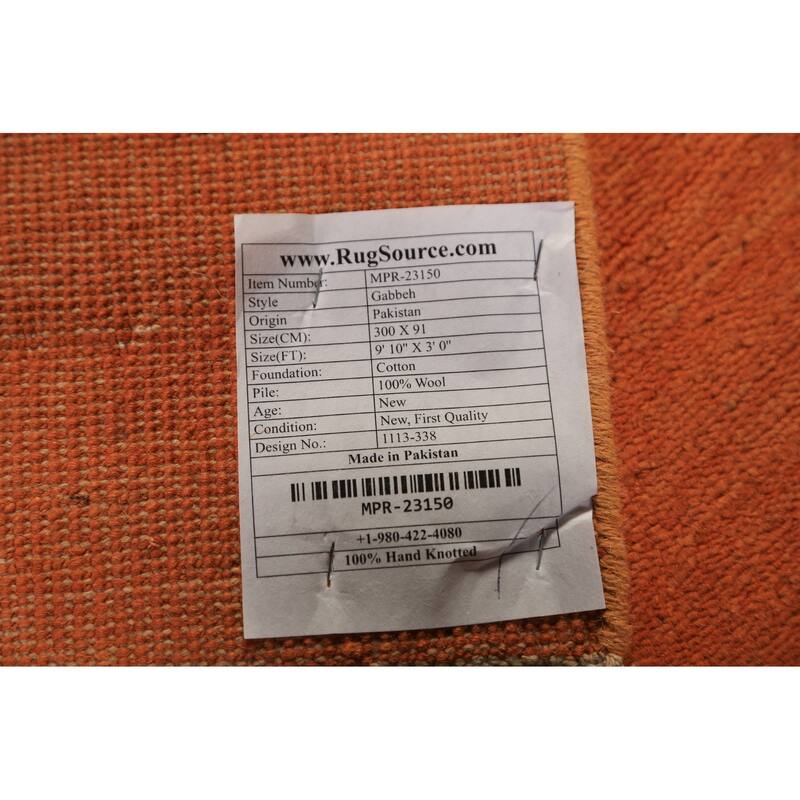 www.RugSource.com
Item Number: MPR-23150
Style Gabbeh
Origin Pakistan
Size(CM): 300 X 91
Size(FT): 9' 10" X 3' 0"
Foundation: Cotton
Pile: 100% Wool
Age: New
Condition: New, First Quality
Design No.: 1113-338
Made in Pakistan
MPR-23150
+1-980-422-4080
100% Hand Knotted